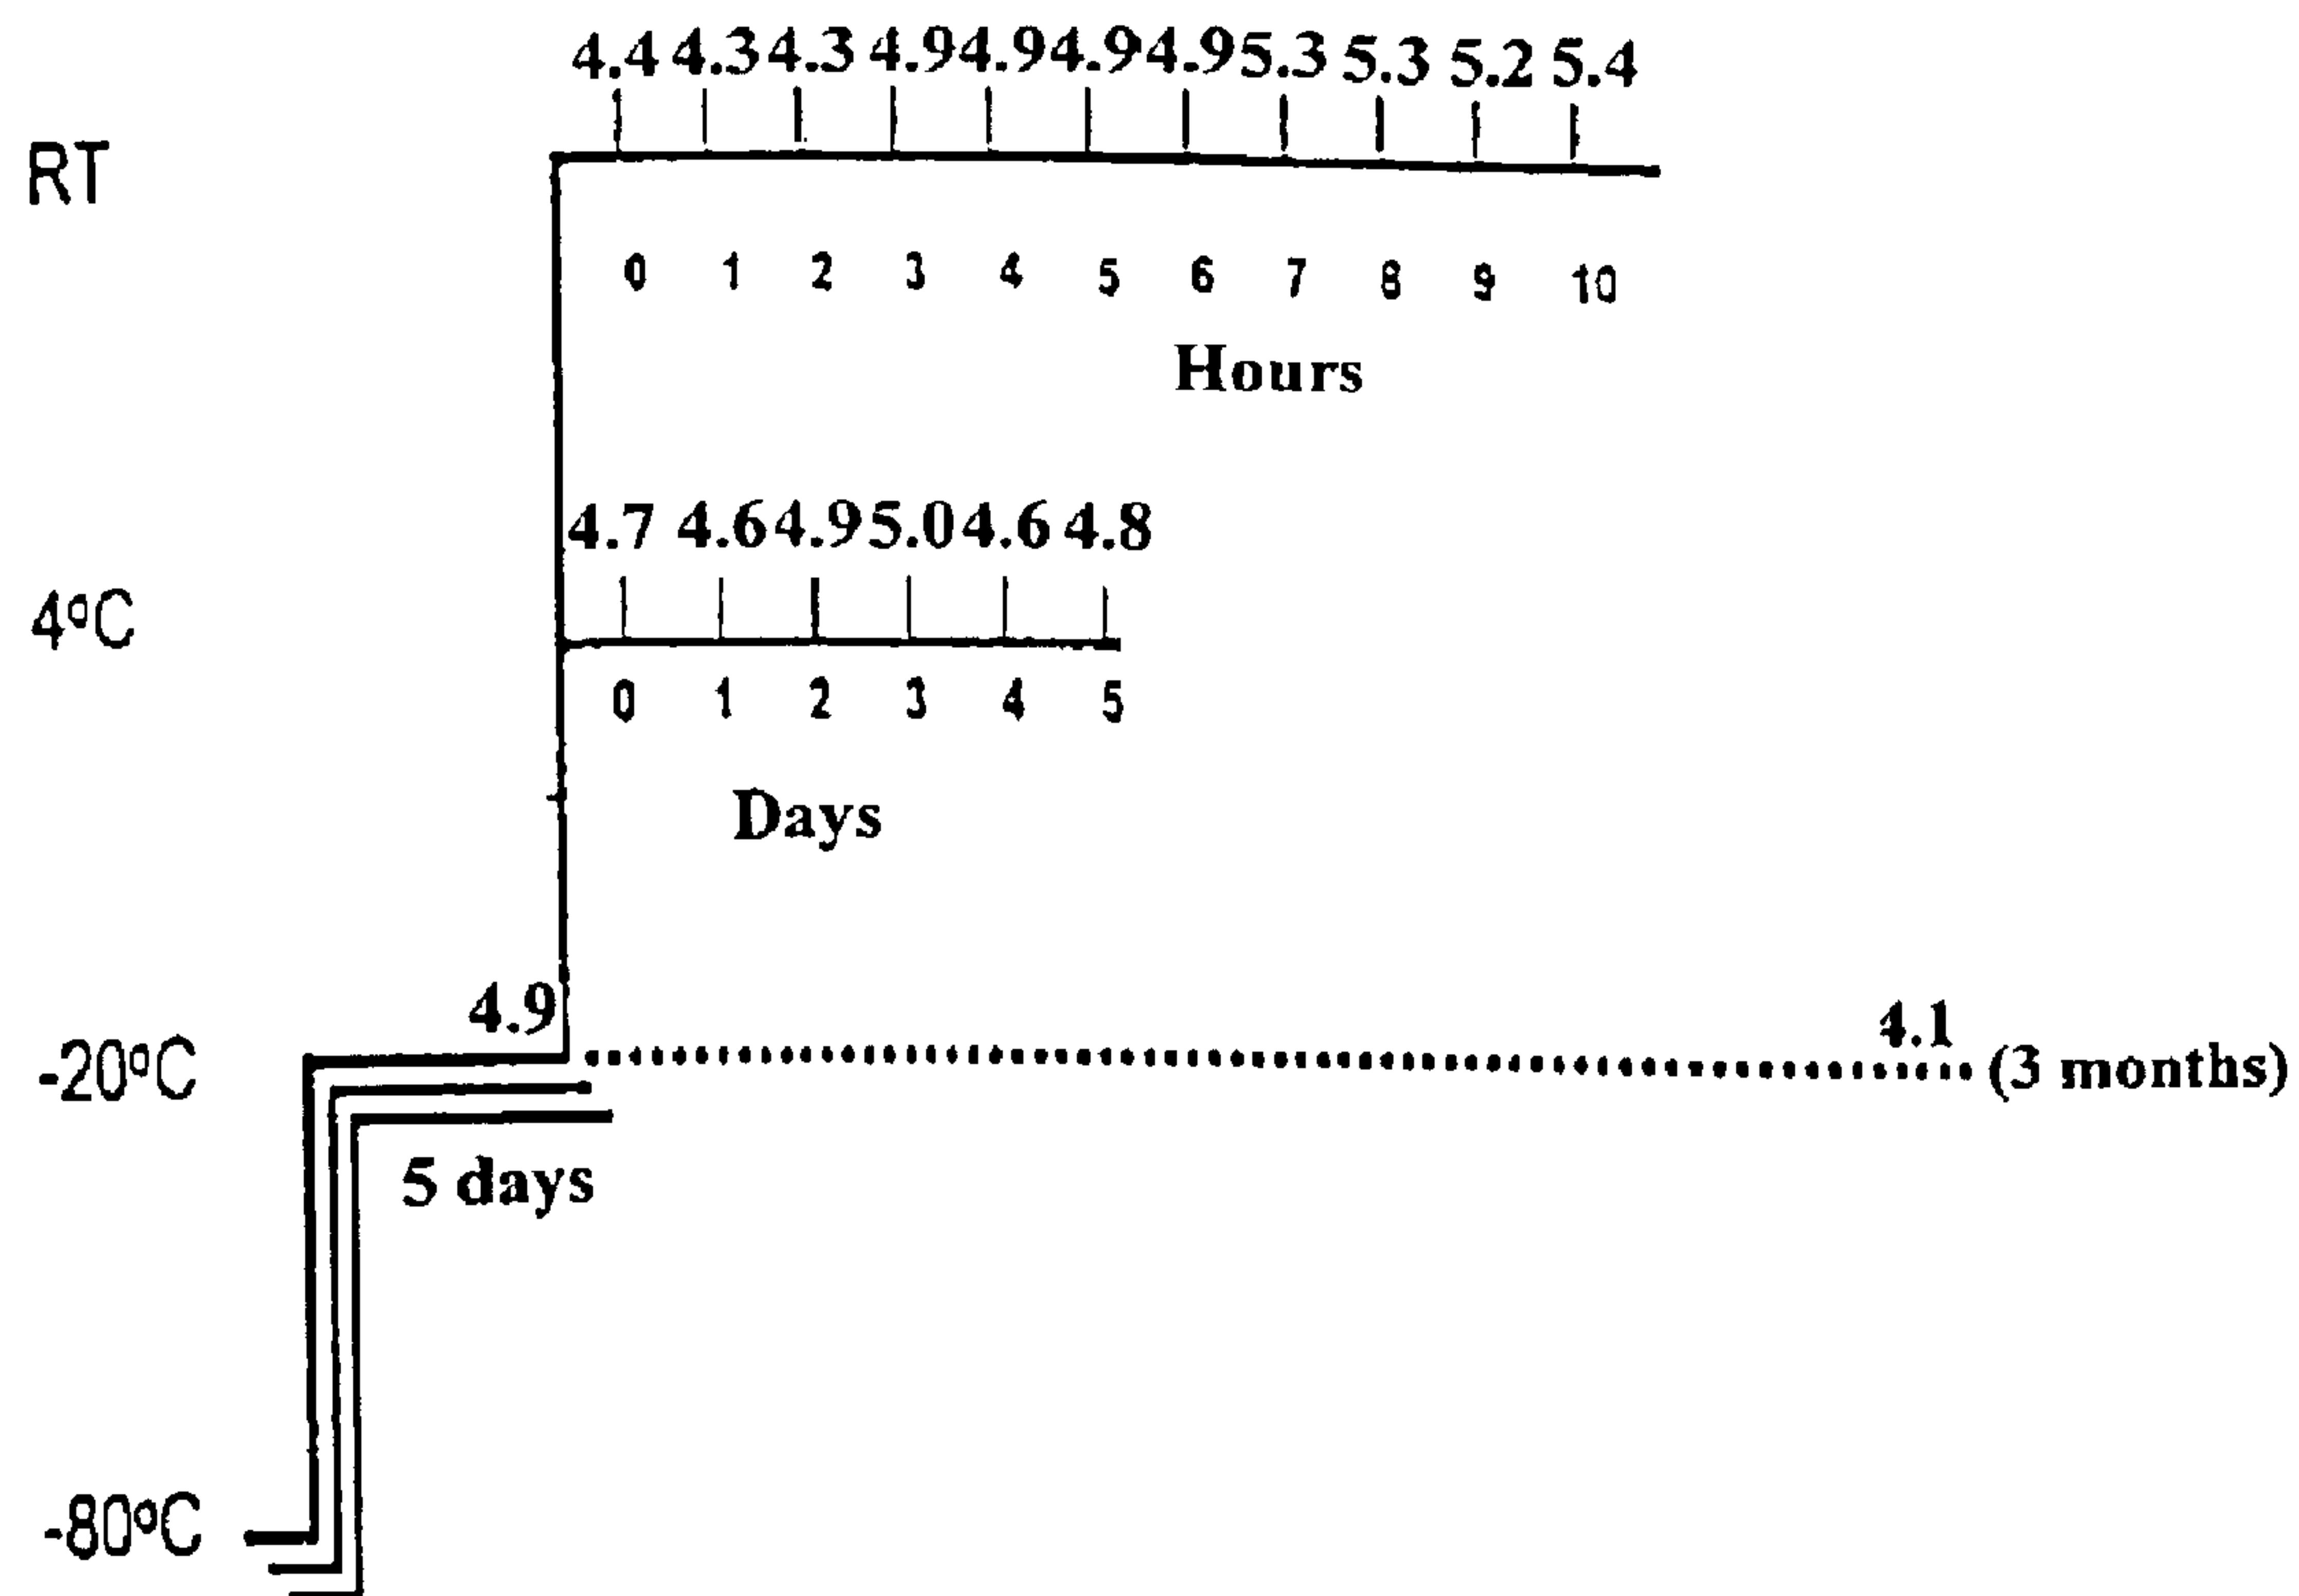 4.4 4.3 4.3 4.9 4.9 4.9 4.9 5.3 5.3 5.2 5.4
RT
0 1 2 3 4 5 6 7 8 9 10
Hours
4.7 4.6 4.9 5.0 4.6 4.8
4ºC
0 1 2 3 4 5
Days
4.9
4.1
-20ºC
(3 months)
5 days
-80ºC